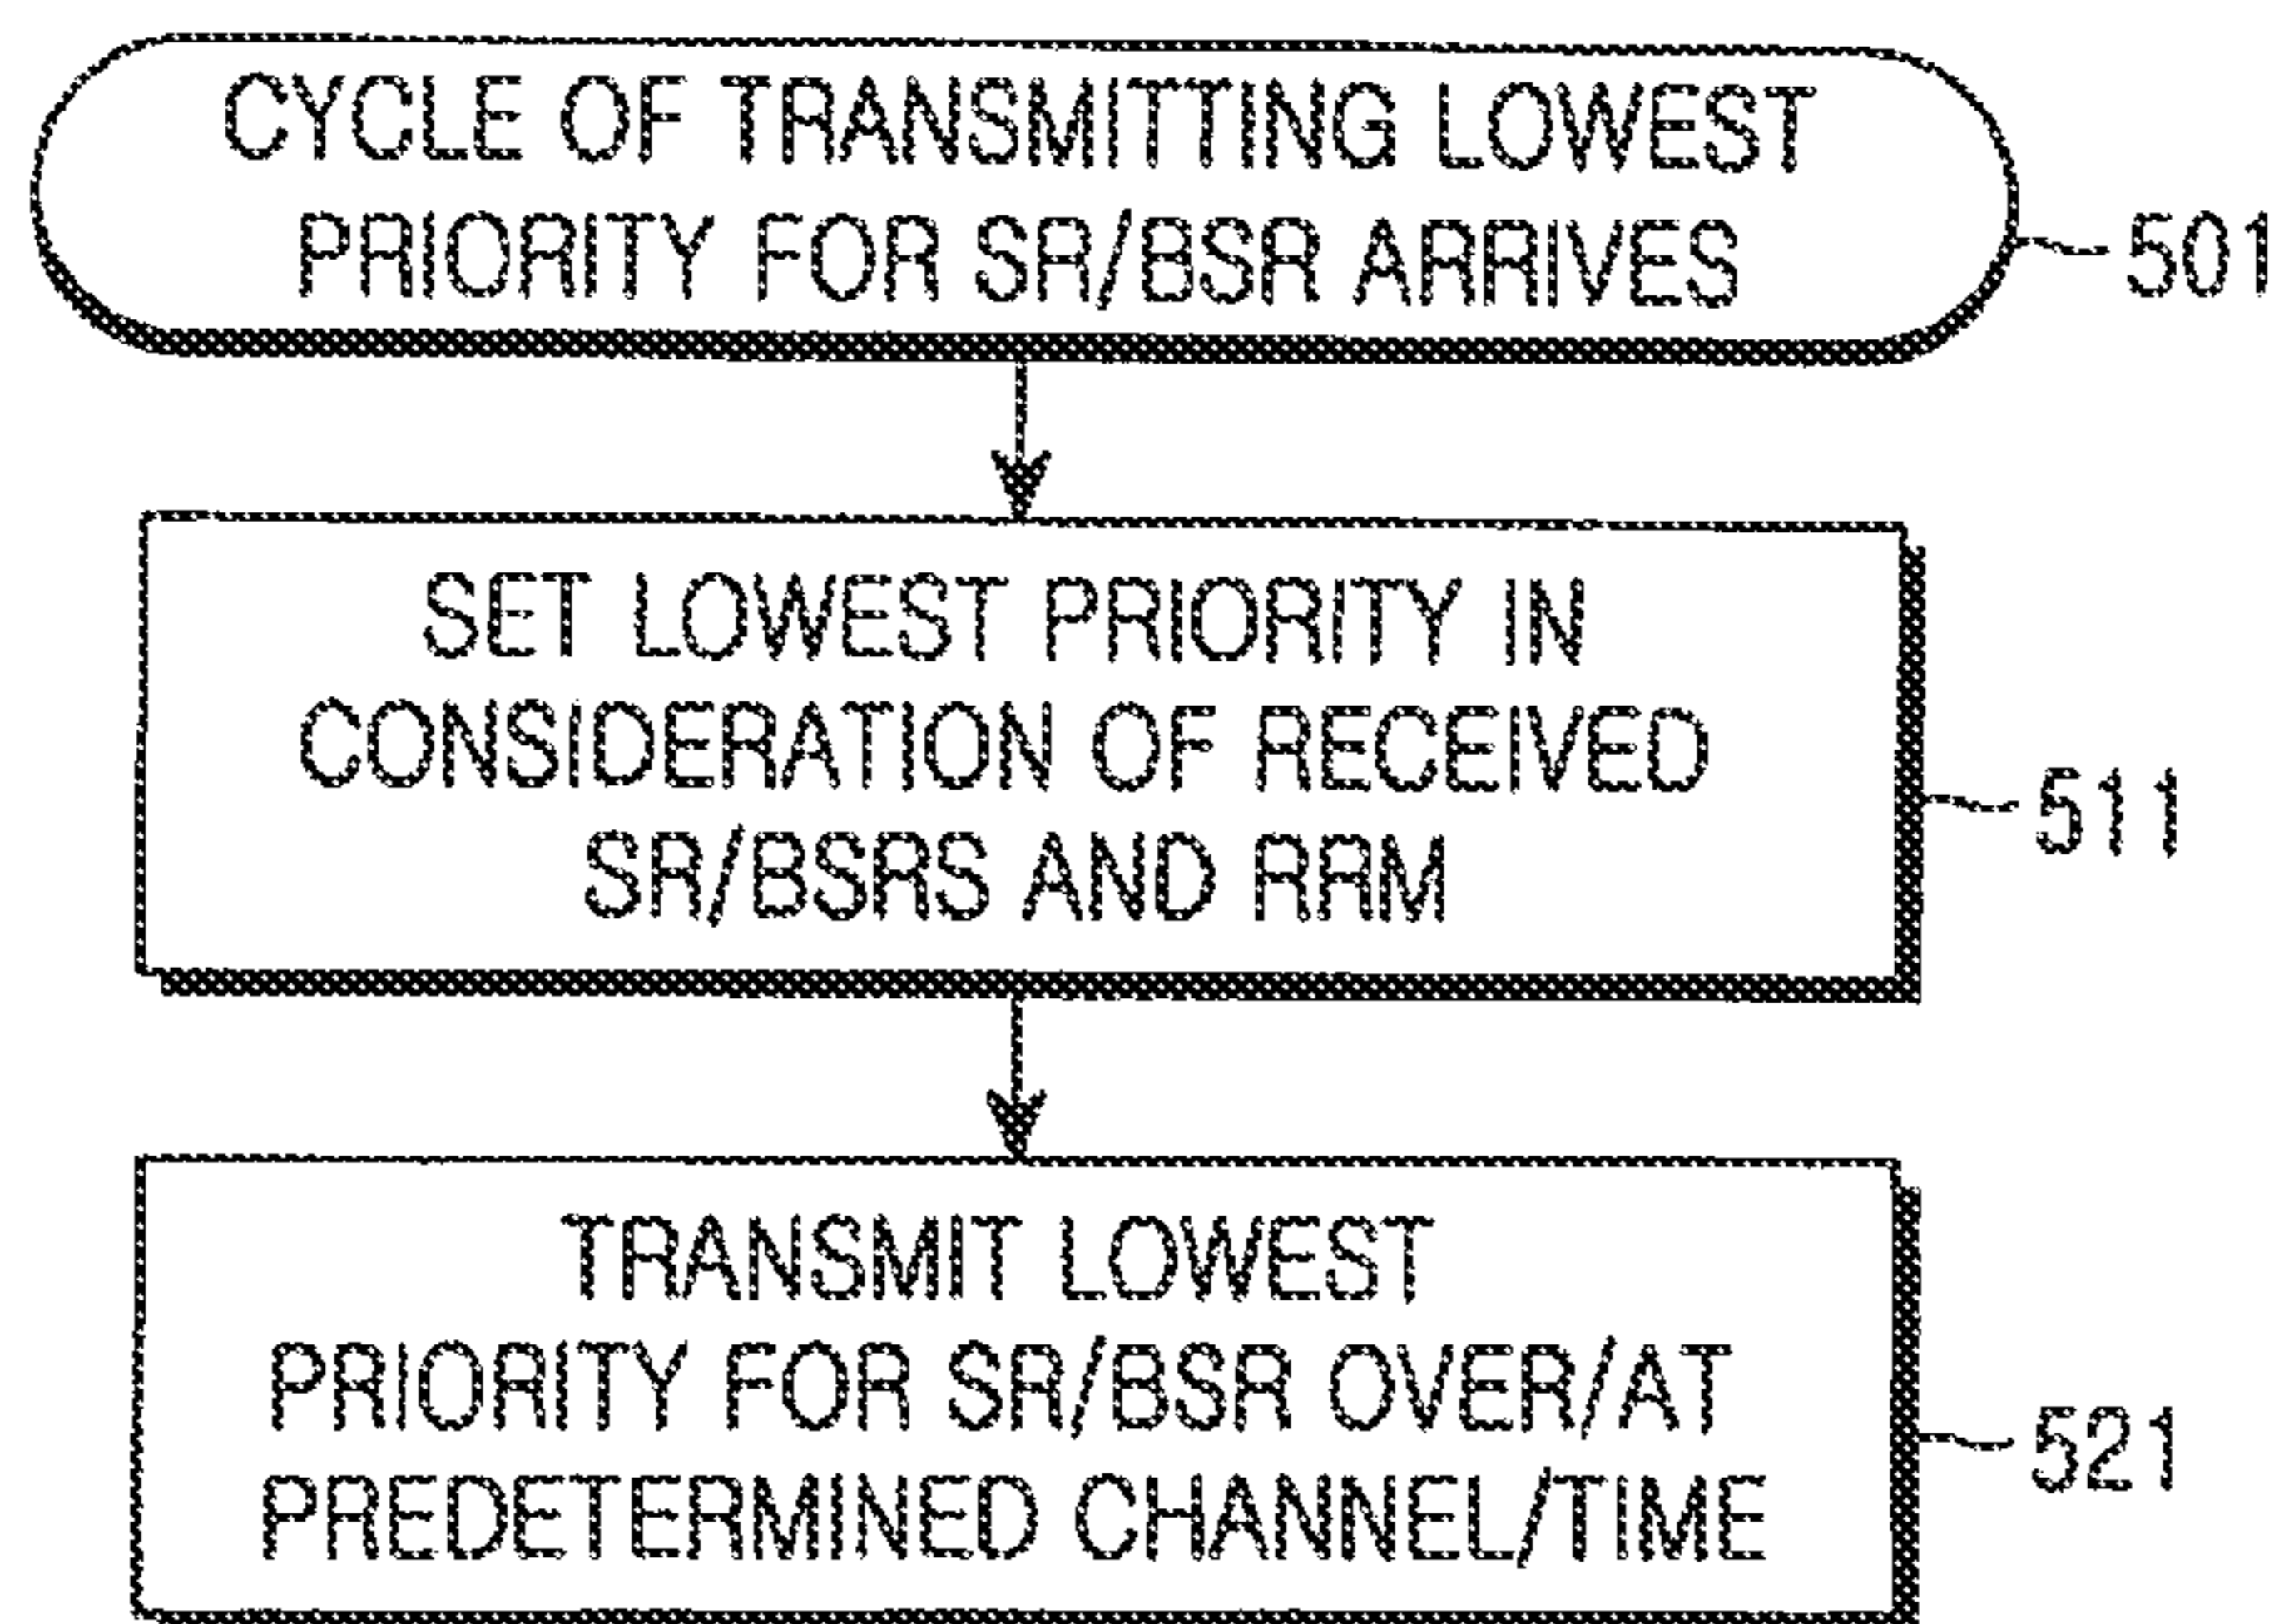 CYCLE OF TRANSMITTING LOWEST
PRIORITY FOR SR/BSR ARRIVES
501
SET LOWEST PRIORITY IN
CONSIDERATION OF RECEIVED
SR/BSRS AND RRM
511
TRANSMIT LOWEST
PRIORITY FOR SR/BSR OVER/AT
PREDETERMINED CHANNEL/TIME
521